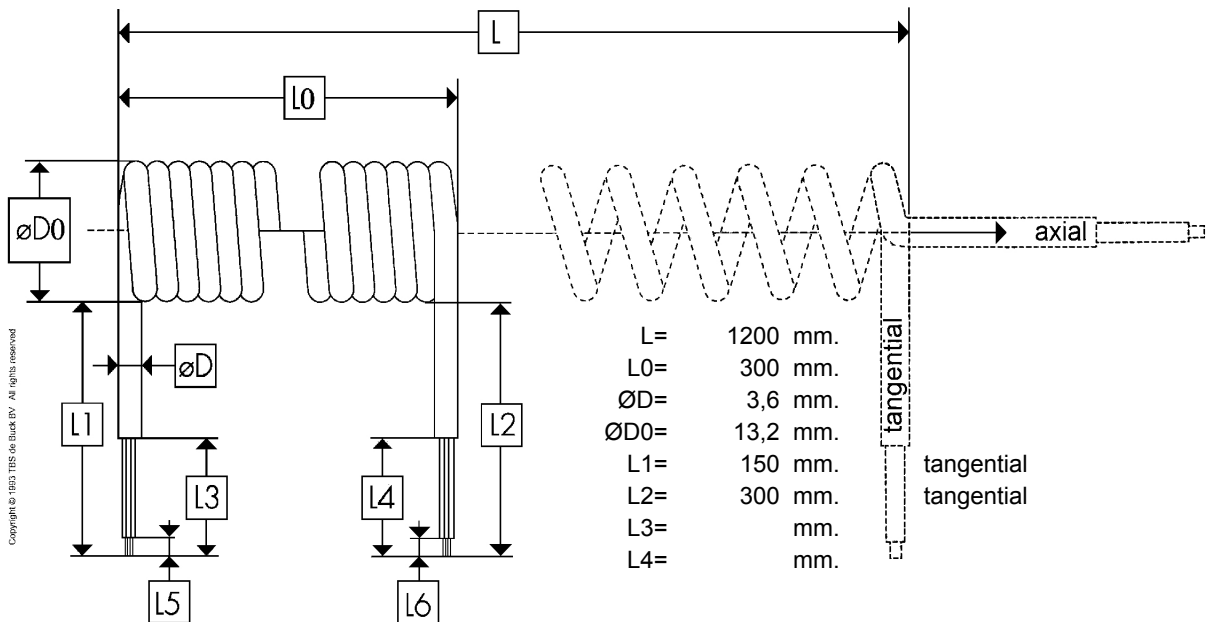 L
L0
øD0
axial
øD
L1
L2
L3
L4
L5
L6
tangential
L= 1200 mm.
L0= 300 mm.
ØD= 3,6 mm.
ØD0= 13,2 mm.
L1= 150 mm. tangential
L2= 300 mm. tangential
L3= mm.
L4= mm.
Copyright © 1993 TBS de Buck BV All rights reserved